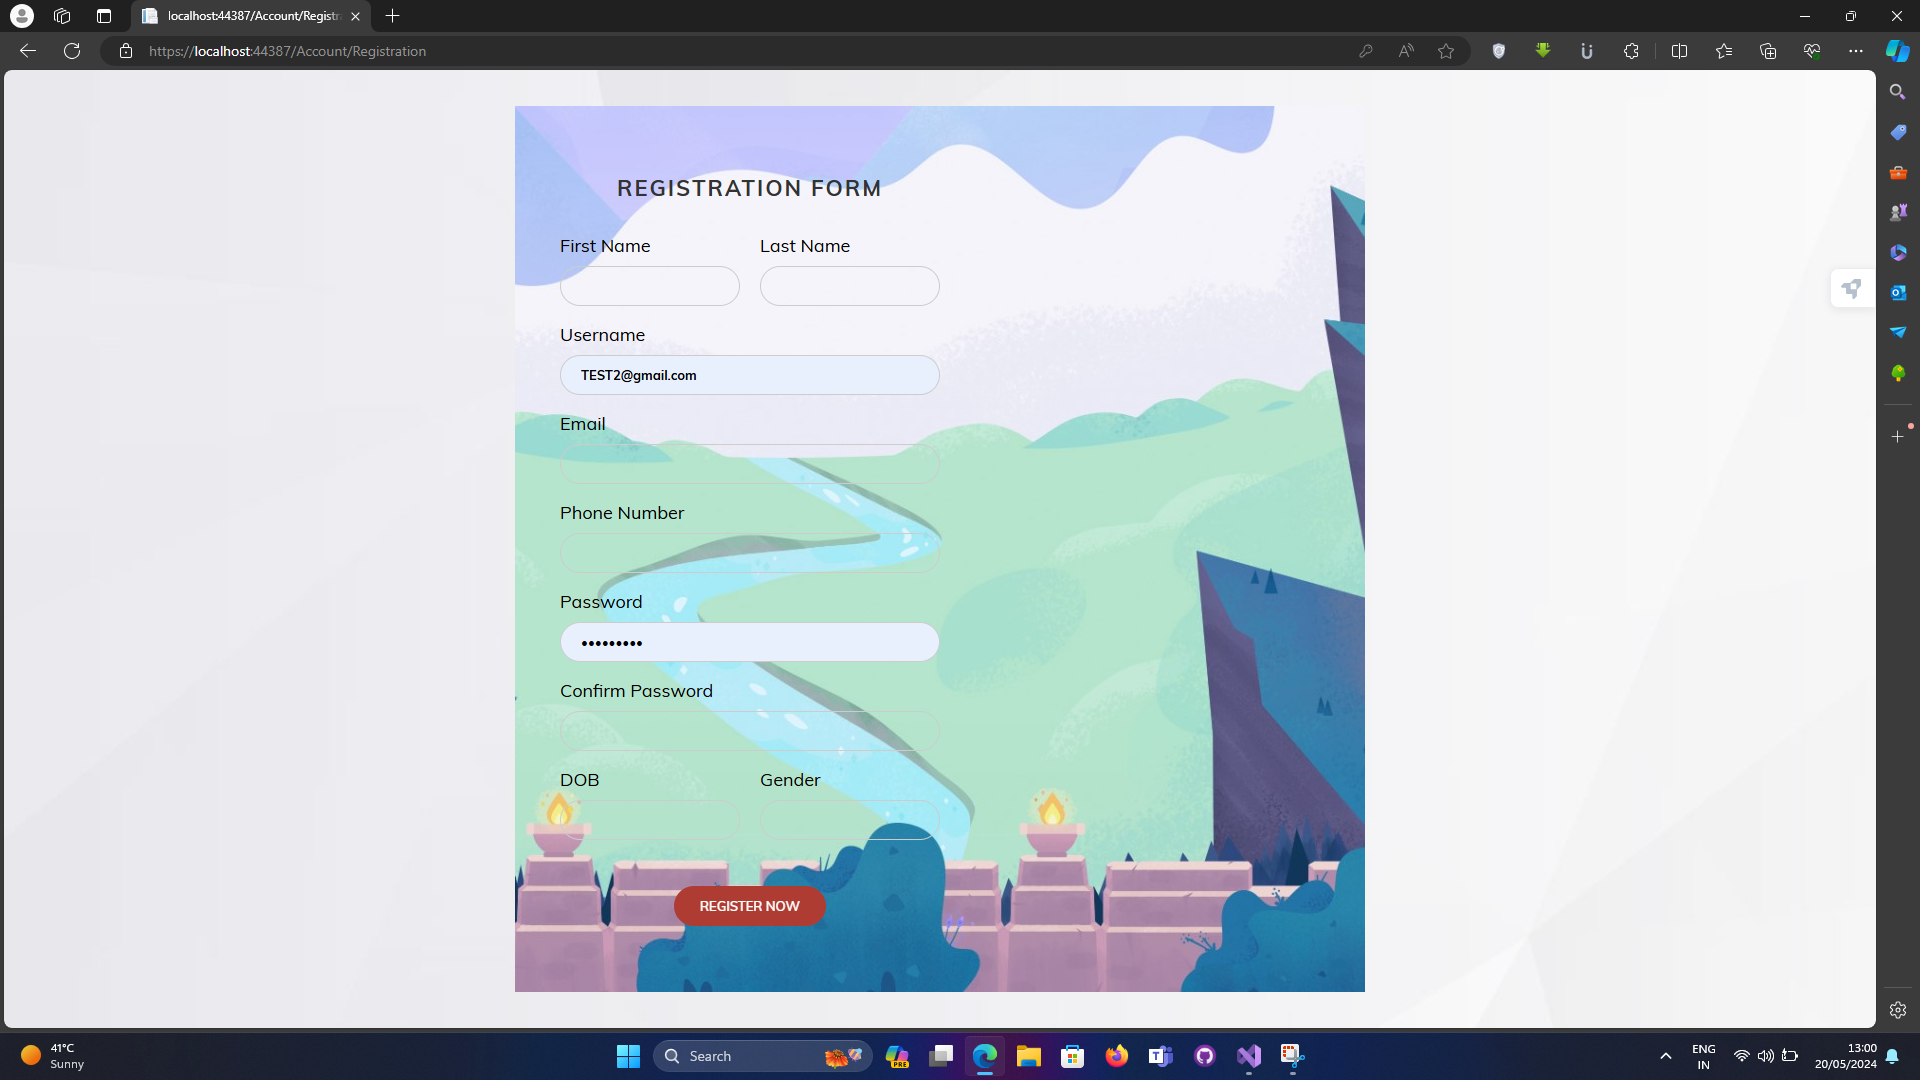 localhost:44387/Account/Registr
https://localhost:44387/Account/Registration
REGISTRATION FORM
First Name Last Name
Username
TEST2@gmail.com
Email
Phone Number
Password
•••••••••
Confirm Password
DOB Gender
REGISTER NOW
41°C
Sunny
Search
PRE
ENG
IN
13:00
20/05/2024